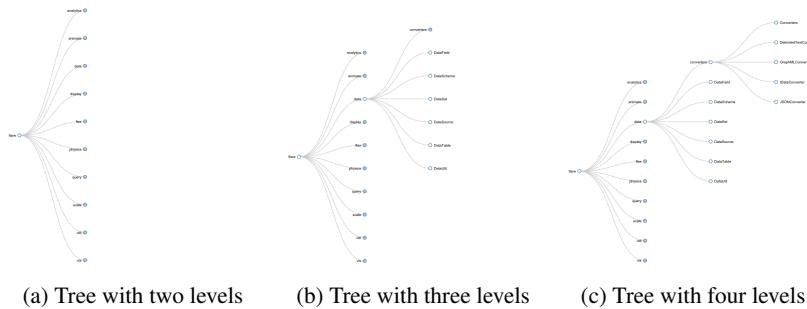 analytics
animate
data
display
flex
flare
physics
query
scale
util
vis
(a) Tree with two levels
converters
analytics
DataField
animate
DataSchema
data
DataSet
display
DataSource
flex
DataTable
flare
physics
DataUtil
query
scale
util
vis
(b) Tree with three levels
Converters
DelimitedTextCo
converters
GraphMLConvert
IDataConverter
JSONConverter
analytics
DataField
animate
DataSchema
data
DataSet
display
DataSource
flex
DataTable
flare
physics
DataUtil
query
scale
util
vis
(c) Tree with four levels